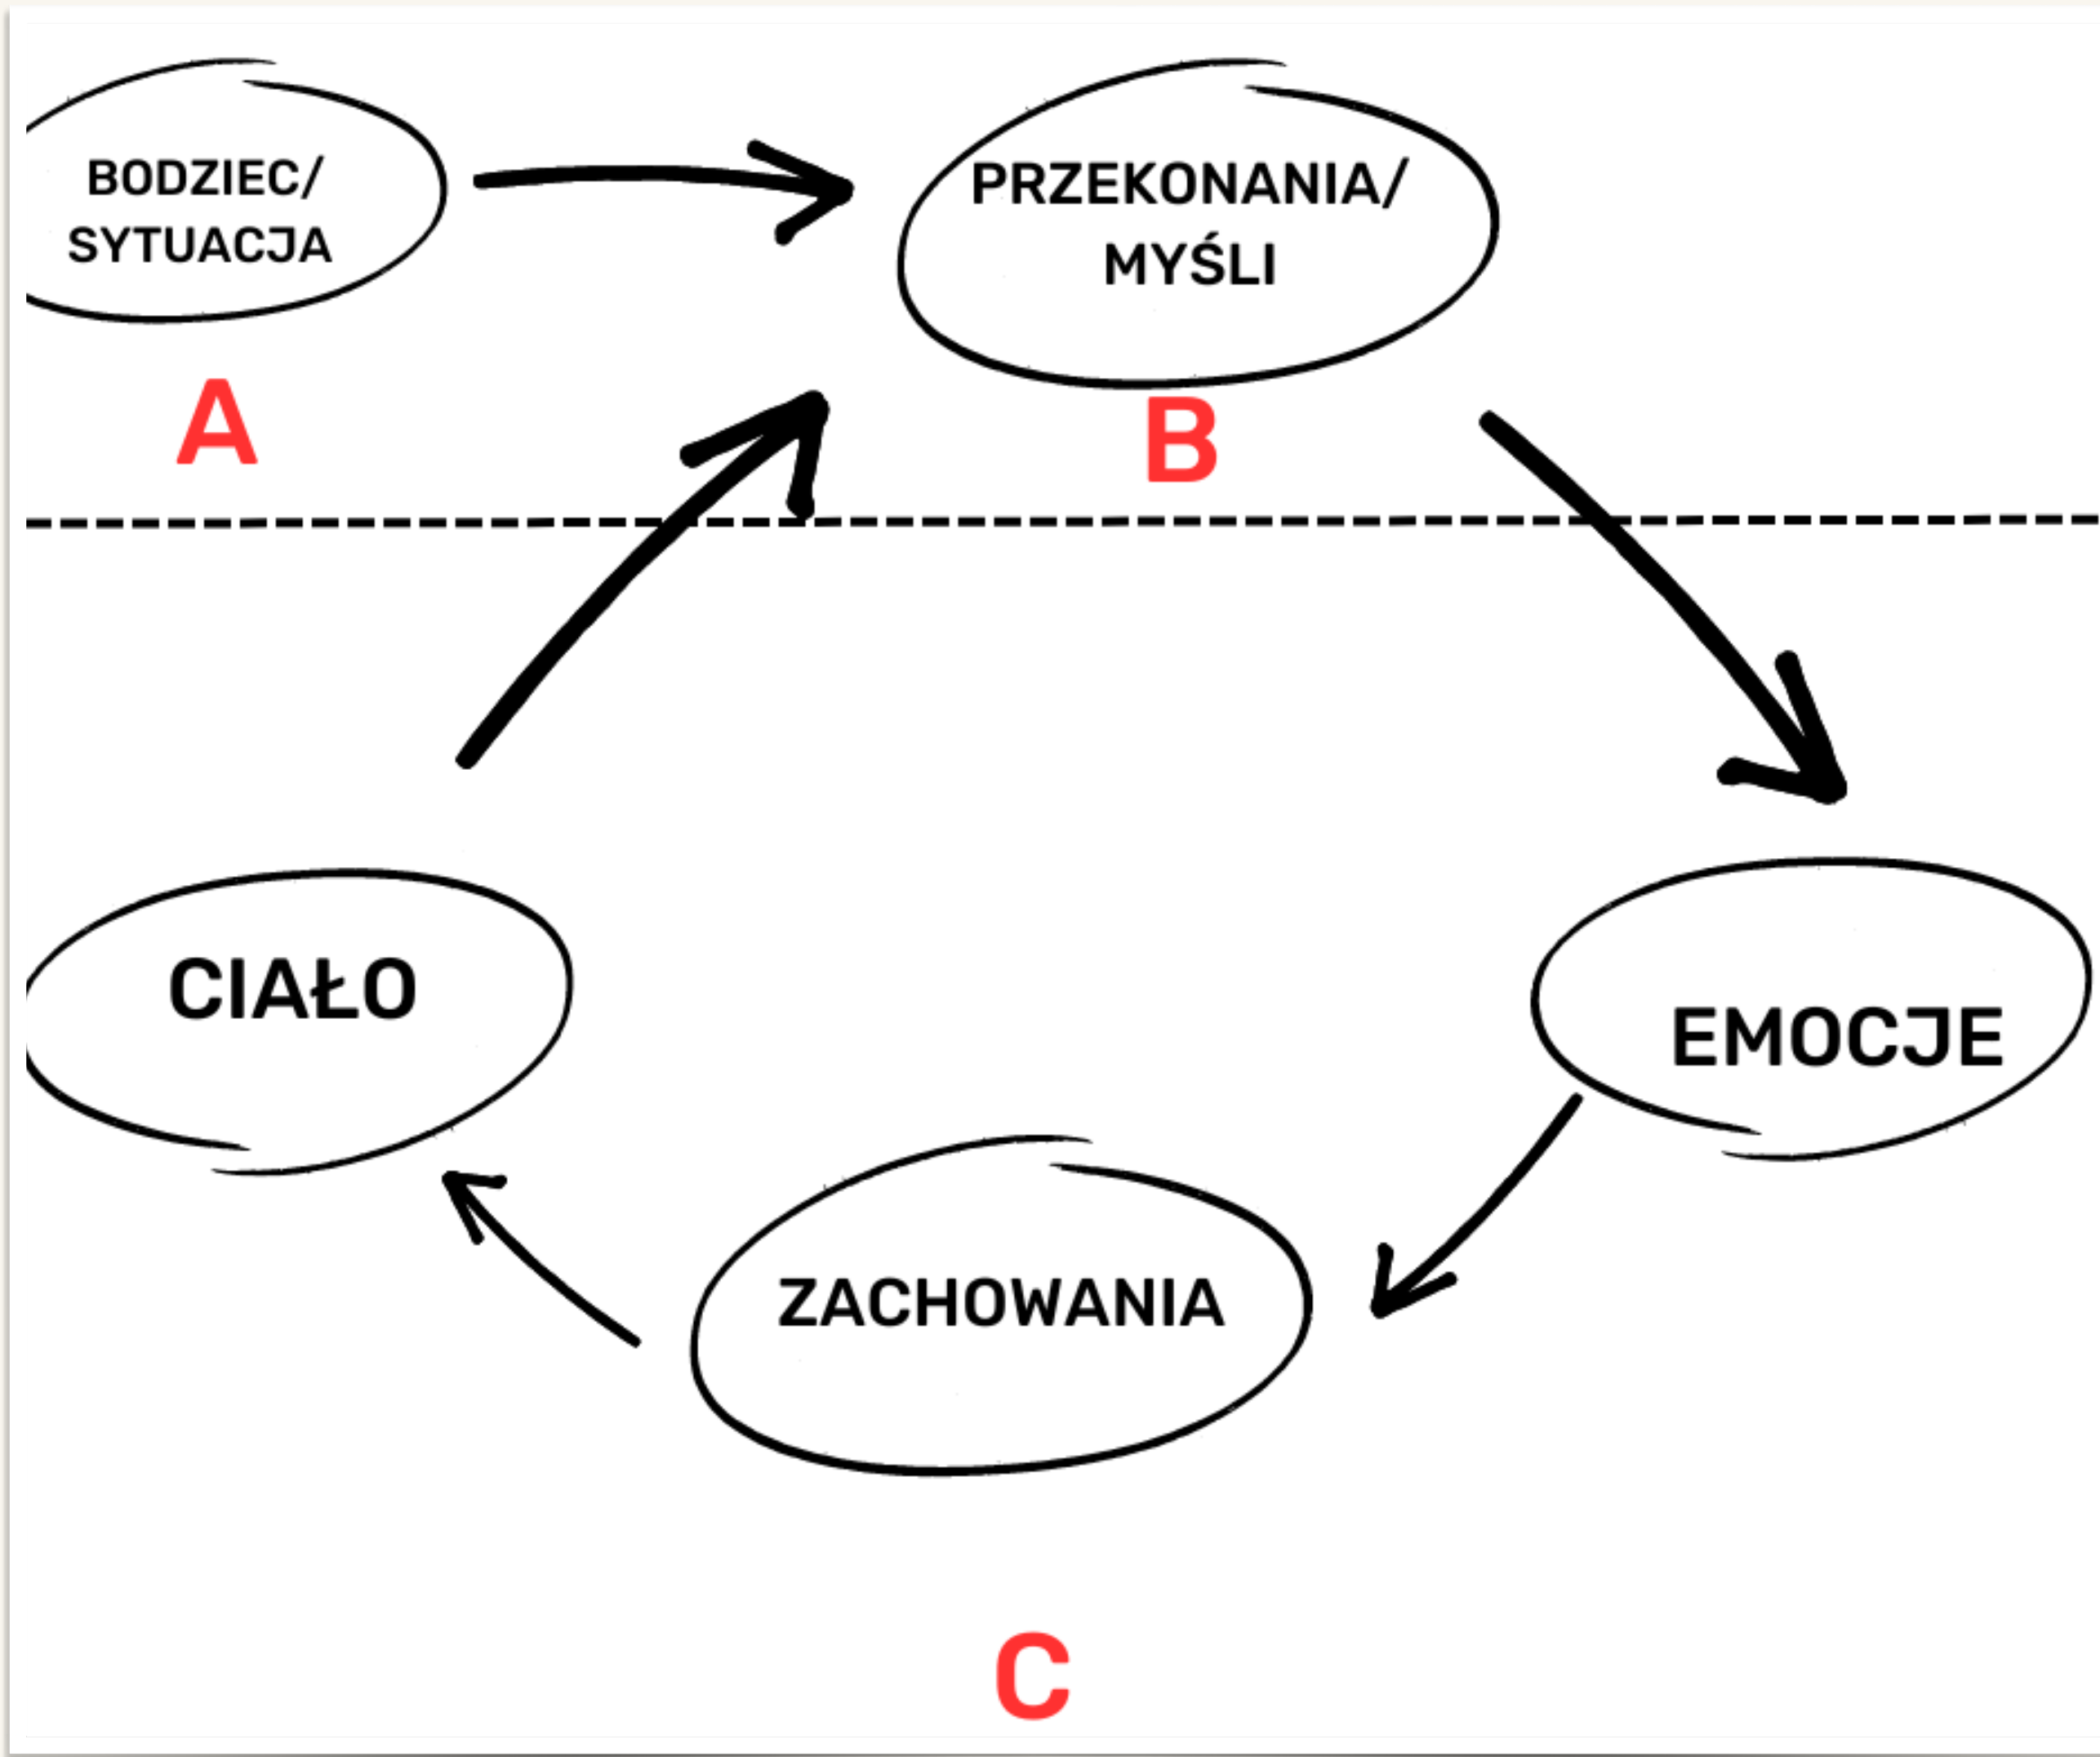 BODZIEC/
SYTUACJA
A
PRZEKONANIA/
MYŚLI
B
EMOCJE
ZACHOWANIA
CIAŁO
C